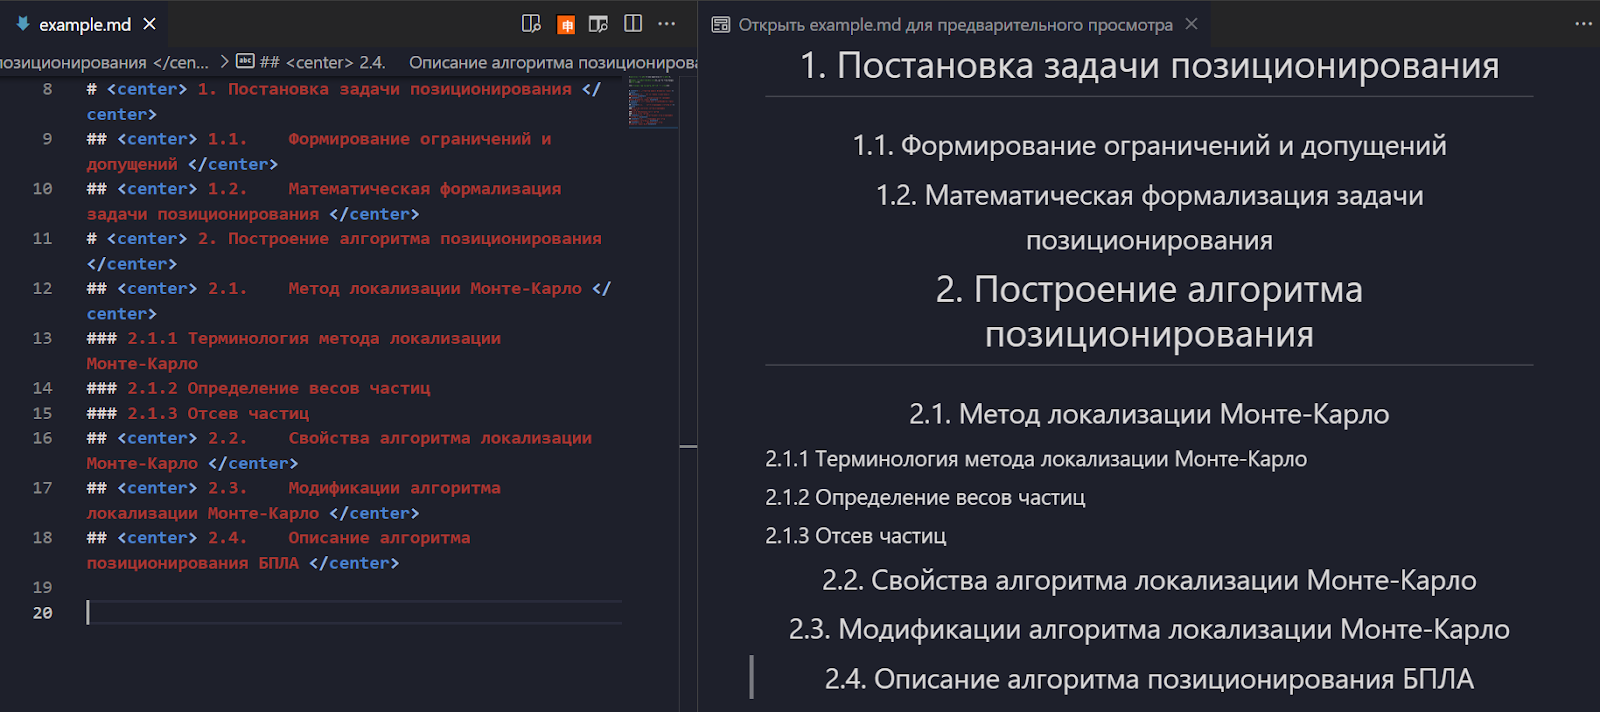 example.md
позиционирования </cen... > ## <center> 2.4. Описание алгоритма позиционирова
8 # <center> 1. Постановка задачи позиционирования </
center>
9 ## <center> 1.1. Формирование ограничений и
допущений </center>
10 ## <center> 1.2. Математическая формализация
задачи позиционирования </center>
11 # <center> 2. Построение алгоритма позиционирования
</center>
12 ## <center> 2.1. Метод локализации Монте-Карло </
center>
13 ### 2.1.1 Терминология метода локализации
Монте-Карло
14 ### 2.1.2 Определение весов частиц
15 ### 2.1.3 Отсев частиц
16 ## <center> 2.2. Свойства алгоритма локализации
Монте-Карло </center>
17 ## <center> 2.3. Модификации алгоритма
локализации Монте-Карло </center>
18 ## <center> 2.4. Описание алгоритма
позиционирования БПЛА </center>
19
20
Открыть example.md для предварительного просмотра
1. Постановка задачи позиционирования
1.1. Формирование ограничений и допущений
1.2. Математическая формализация задачи
позиционирования
2. Построение алгоритма
позиционирования
2.1. Метод локализации Монте-Карло
2.1.1 Терминология метода локализации Монте-Карло
2.1.2 Определение весов частиц
2.1.3 Отсев частиц
2.2. Свойства алгоритма локализации Монте-Карло
2.3. Модификации алгоритма локализации Монте-Карло
2.4. Описание алгоритма позиционирования БПЛА